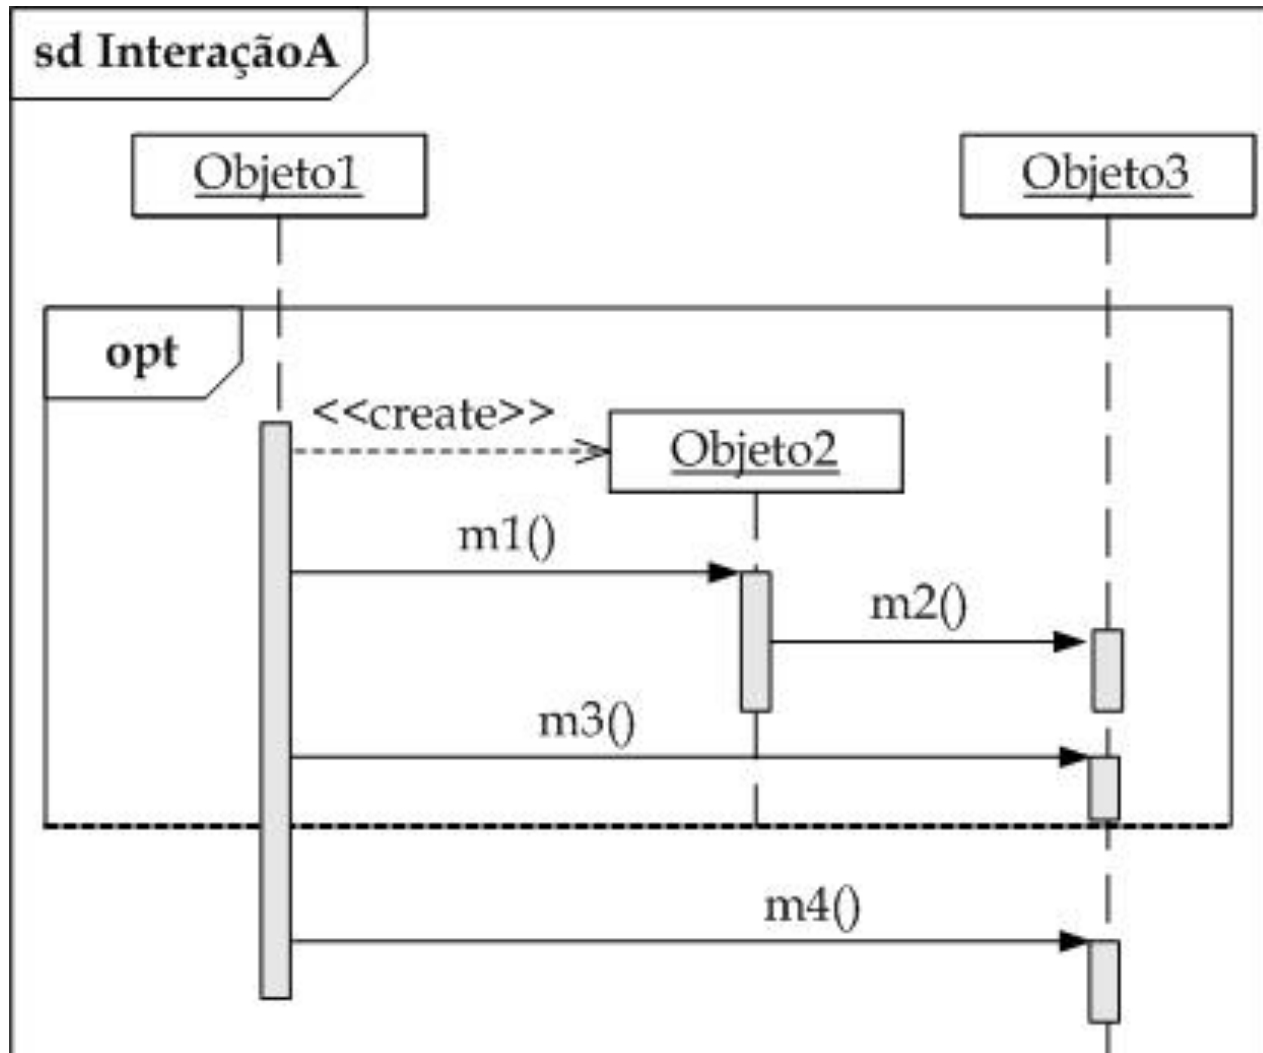 sd InteraçãoA
Objeto1
Objeto3
opt
<<create>>
Objeto2
m1()
m2()
m3()
m4()